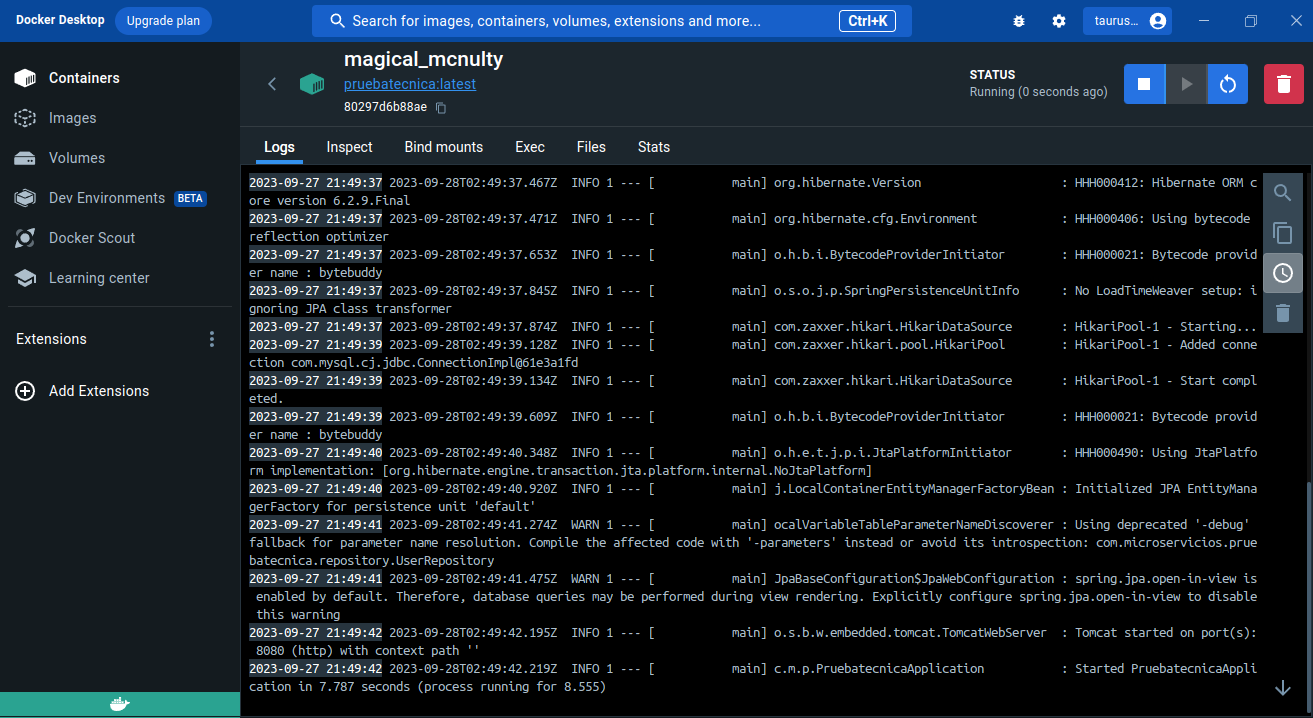 Docker Desktop
Upgrade plan
Search for images, containers, volumes, extensions and more...
Ctrl+K
taurus...
Containers
Images
Volumes
Dev Environments BETA
Docker Scout
Learning center
Extensions
Add Extensions
magical_mcnulty
pruebatecnica:latest
80297d6b88ae
STATUS
Running (0 seconds ago)
Logs Inspect Bind mounts Exec Files Stats
2023-09-27 21:49:37 2023-09-28T02:49:37.467Z  INFO 1 --- [           main] org.hibernate.Version                    : HHH000412: Hibernate ORM c
ore version 6.2.9.Final
2023-09-27 21:49:37 2023-09-28T02:49:37.471Z  INFO 1 --- [           main] org.hibernate.cfg.Environment            : HHH000406: Using bytecode
reflection optimizer
2023-09-27 21:49:37 2023-09-28T02:49:37.653Z  INFO 1 --- [           main] o.h.b.i.BytecodeProviderInitiator        : HHH000021: Bytecode provid
er name : bytebuddy
2023-09-27 21:49:37 2023-09-28T02:49:37.845Z  INFO 1 --- [           main] o.s.o.j.p.SpringPersistenceUnitInfo      : No LoadTimeWeaver setup: i
gnoring JPA class transformer
2023-09-27 21:49:37 2023-09-28T02:49:37.874Z  INFO 1 --- [           main] com.zaxxer.hikari.HikariDataSource       : HikariPool-1 - Starting...
2023-09-27 21:49:39 2023-09-28T02:49:39.128Z  INFO 1 --- [           main] com.zaxxer.hikari.pool.HikariPool        : HikariPool-1 - Added conne
ction com.mysql.cj.jdbc.ConnectionImpl@61e3a1fd
2023-09-27 21:49:39 2023-09-28T02:49:39.134Z  INFO 1 --- [           main] com.zaxxer.hikari.HikariDataSource       : HikariPool-1 - Start compl
eted.
2023-09-27 21:49:39 2023-09-28T02:49:39.609Z  INFO 1 --- [           main] o.h.b.i.BytecodeProviderInitiator        : HHH000021: Bytecode provid
er name : bytebuddy
2023-09-27 21:49:40 2023-09-28T02:49:40.348Z  INFO 1 --- [           main] o.h.e.t.j.p.i.JtaPlatformInitiator       : HHH000490: Using JtaPlatfo
rm implementation: [org.hibernate.engine.transaction.jta.platform.internal.NoJtaPlatform]
2023-09-27 21:49:40 2023-09-28T02:49:40.920Z  INFO 1 --- [           main] j.LocalContainerEntityManagerFactoryBean : Initialized JPA EntityMana
gerFactory for persistence unit 'default'
2023-09-27 21:49:41 2023-09-28T02:49:41.274Z  WARN 1 --- [           main] ocalVariableTableParameterNameDiscoverer : Using deprecated '-debug'
fallback for parameter name resolution. Compile the affected code with '-parameters' instead or avoid its introspection: com.microservicios.prue
batecnica.repository.UserRepository
2023-09-27 21:49:41 2023-09-28T02:49:41.475Z  WARN 1 --- [           main] JpaBaseConfiguration$JpaWebConfiguration : spring.jpa.open-in-view is
enabled by default. Therefore, database queries may be performed during view rendering. Explicitly configure spring.jpa.open-in-view to disable
this warning
2023-09-27 21:49:42 2023-09-28T02:49:42.195Z  INFO 1 --- [           main] o.s.b.w.embedded.tomcat.TomcatWebServer  : Tomcat started on port(s):
8080 (http) with context path ''
2023-09-27 21:49:42 2023-09-28T02:49:42.219Z  INFO 1 --- [           main] c.m.p.PruebatecnicaApplication           : Started PruebatecnicaAppli
cation in 7.787 seconds (process running for 8.555)